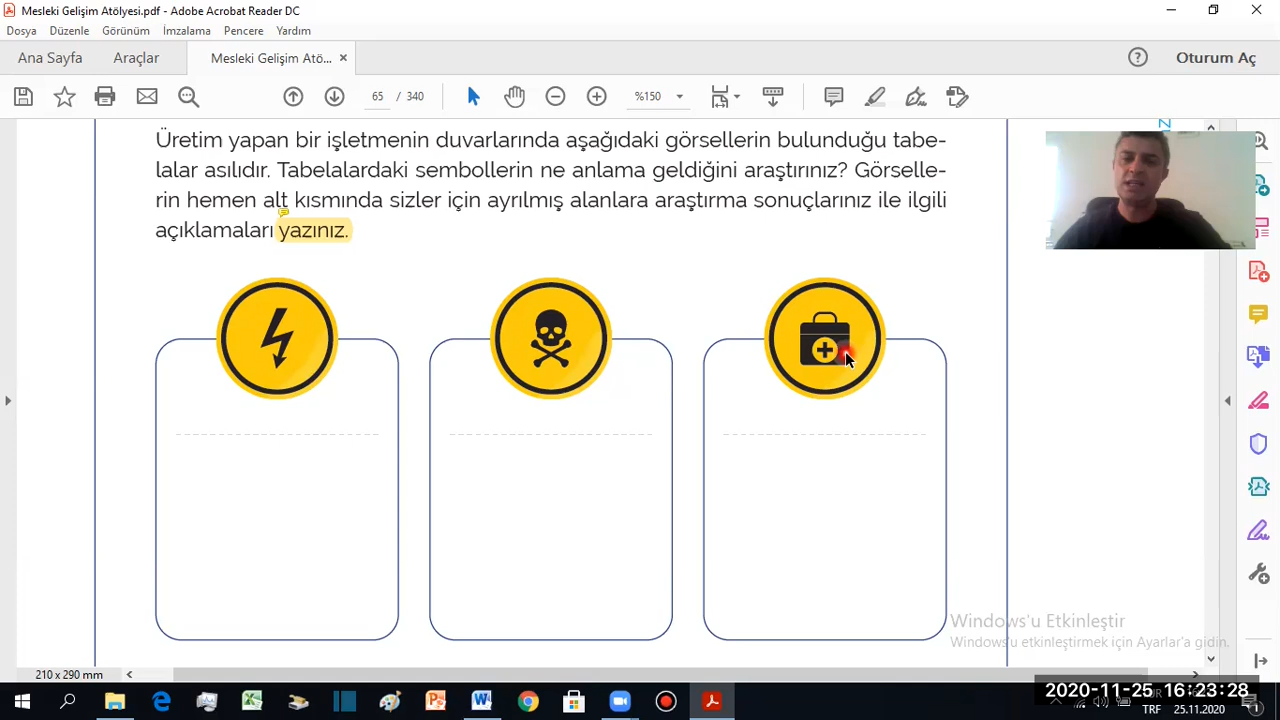 Mesleki Gelişim Atölyesi.pdf - Adobe Acrobat Reader DC
Dosya Düzenle Görünüm İmzalama Pencere Yardım
Ana Sayfa Araçlar Mesleki Gelişim Atö... × ? Oturum Aç
65 / 340 %150
Üretim yapan bir işletmenin duvarlarında aşağıdaki görsellerin bulunduğu tabe-
lalar asılıdır. Tabelalardaki sembollerin ne anlama geldiğini araştırınız? Görselle-
rin hemen alt kısmında sizler için ayrılmış alanlara araştırma sonuçlarınız ile ilgili
açıklamaları yazınız.
Windows'u Etkinleştir
Windows'u etkinleştirmek için Ayarlar'a gidin.
210 x 290 mm
2020-11-25 16:23:28
TRF 25.11.2020